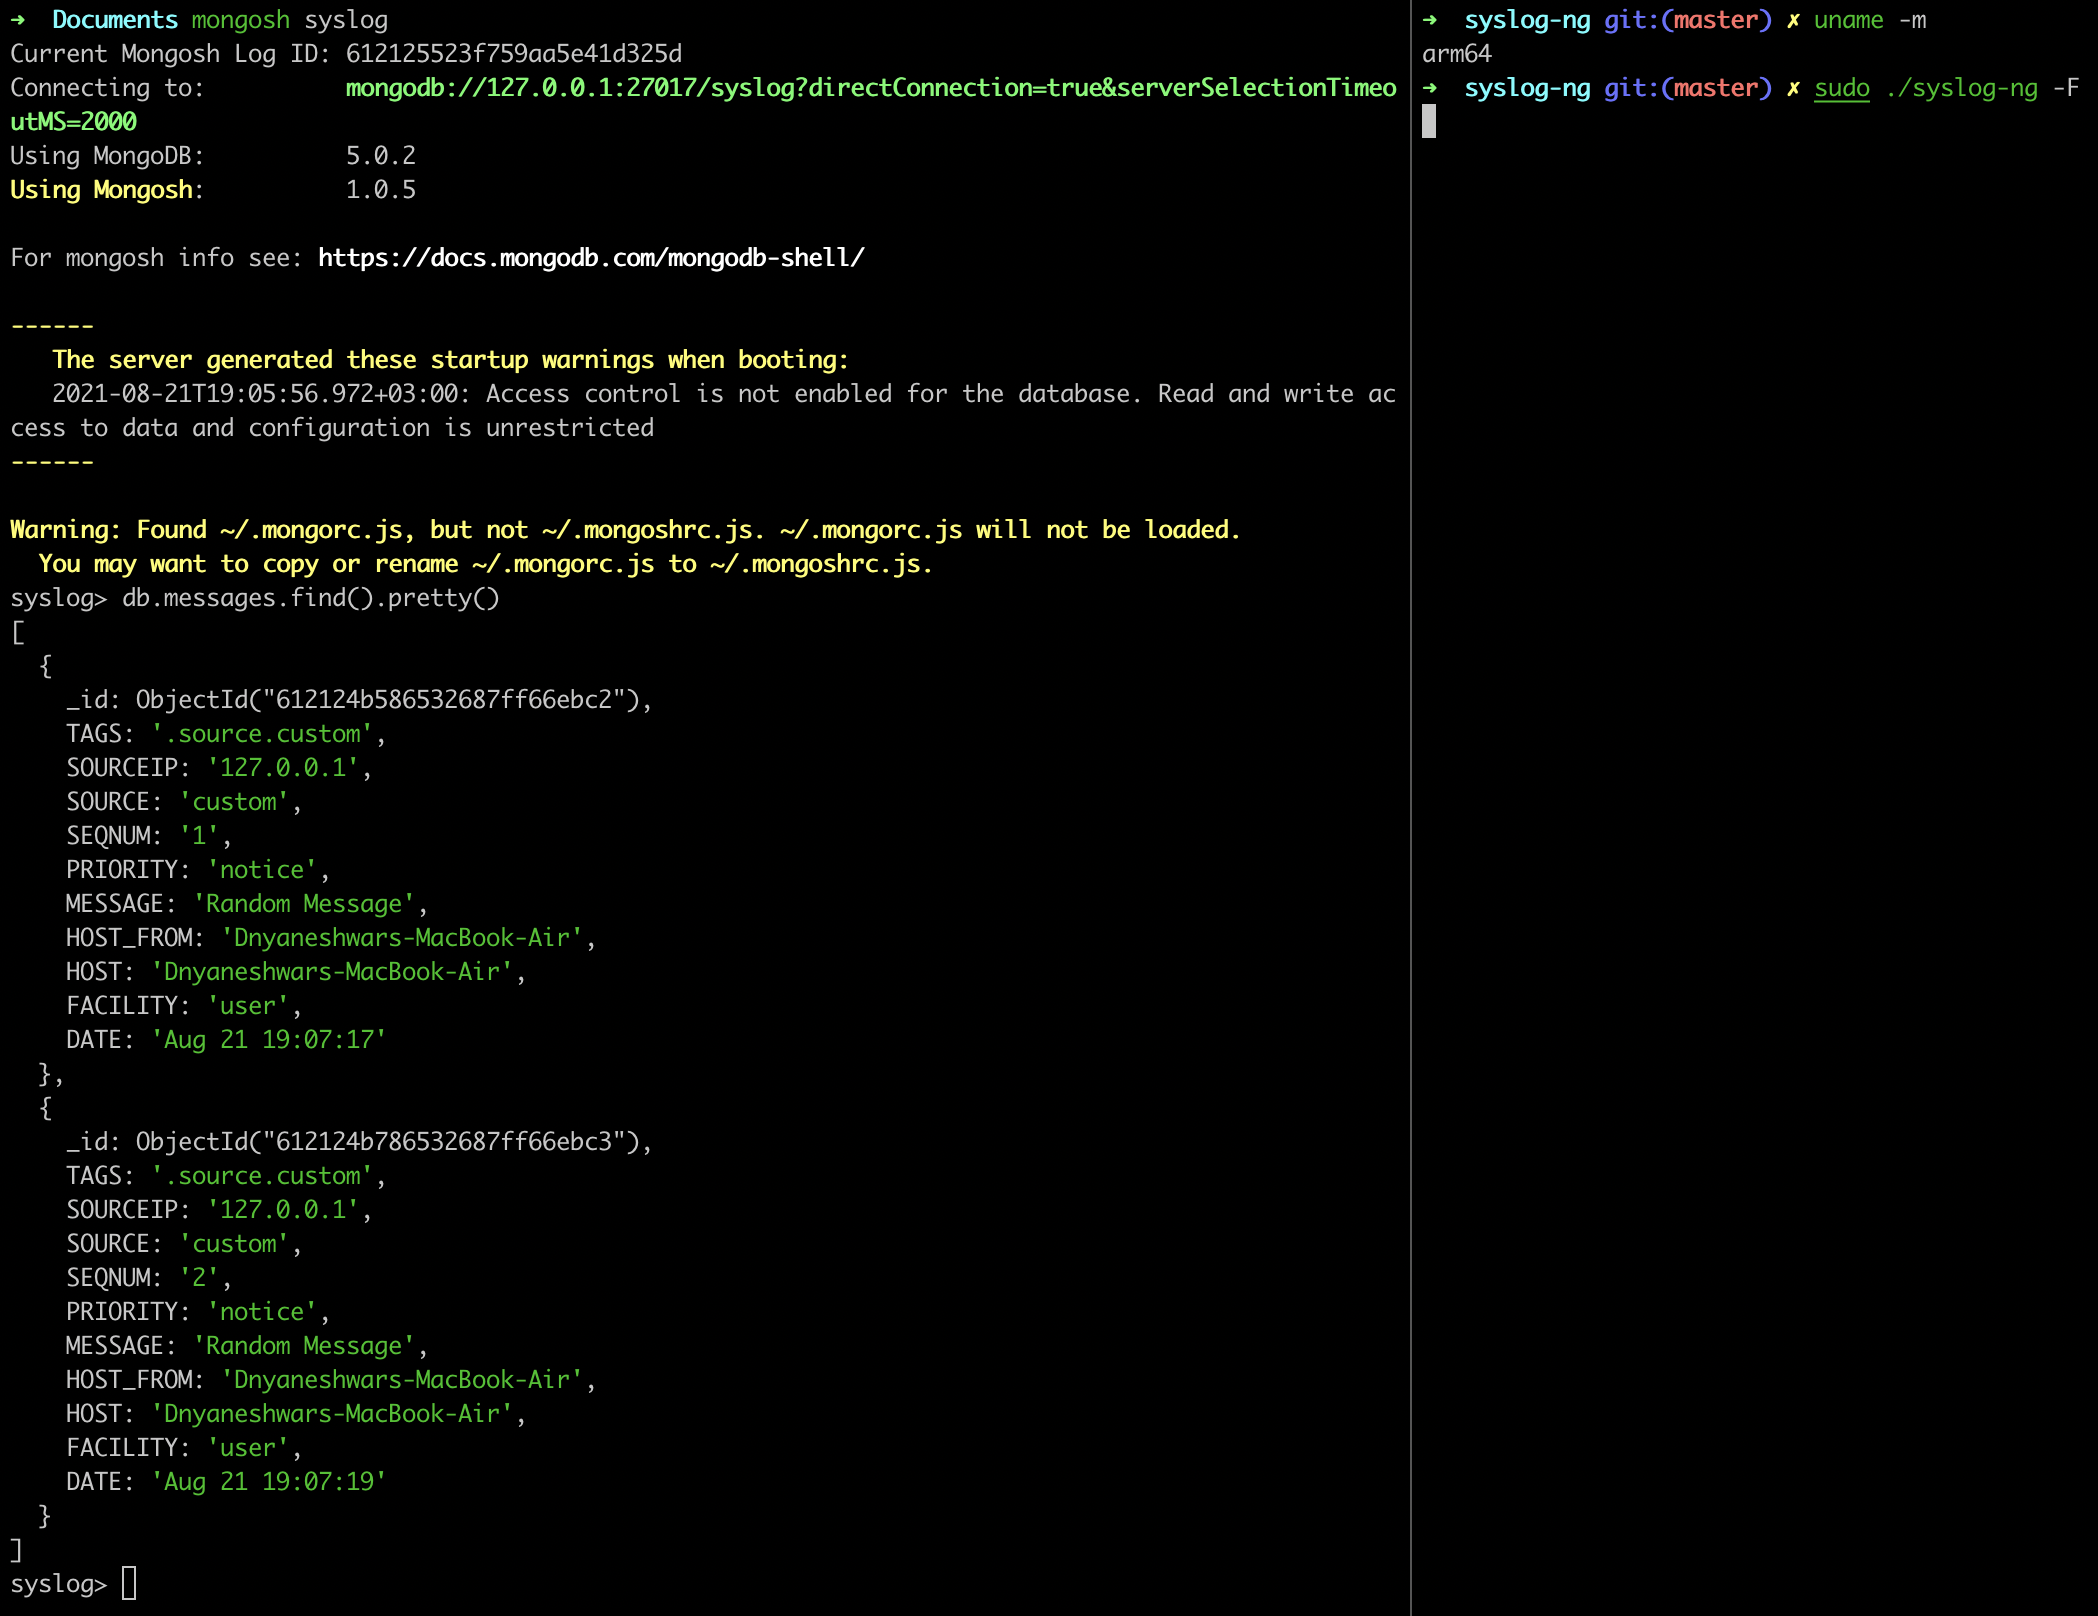 ➜  Documents mongosh syslog
Current Mongosh Log ID: 612125523f759aa5e41d325d
Connecting to:          mongodb://127.0.0.1:27017/syslog?directConnection=true&serverSelectionTimeo
utMS=2000
Using MongoDB:          5.0.2
Using Mongosh:          1.0.5

For mongosh info see: https://docs.mongodb.com/mongodb-shell/

------
   The server generated these startup warnings when booting:
   2021-08-21T19:05:56.972+03:00: Access control is not enabled for the database. Read and write ac
cess to data and configuration is unrestricted
------

Warning: Found ~/.mongorc.js, but not ~/.mongoshrc.js. ~/.mongorc.js will not be loaded.
  You may want to copy or rename ~/.mongorc.js to ~/.mongoshrc.js.
syslog> db.messages.find().pretty()
[
  {
    _id: ObjectId("612124b586532687ff66ebc2"),
    TAGS: '.source.custom',
    SOURCEIP: '127.0.0.1',
    SOURCE: 'custom',
    SEQNUM: '1',
    PRIORITY: 'notice',
    MESSAGE: 'Random Message',
    HOST_FROM: 'Dnyaneshwars-MacBook-Air',
    HOST: 'Dnyaneshwars-MacBook-Air',
    FACILITY: 'user',
    DATE: 'Aug 21 19:07:17'
  },
  {
    _id: ObjectId("612124b786532687ff66ebc3"),
    TAGS: '.source.custom',
    SOURCEIP: '127.0.0.1',
    SOURCE: 'custom',
    SEQNUM: '2',
    PRIORITY: 'notice',
    MESSAGE: 'Random Message',
    HOST_FROM: 'Dnyaneshwars-MacBook-Air',
    HOST: 'Dnyaneshwars-MacBook-Air',
    FACILITY: 'user',
    DATE: 'Aug 21 19:07:19'
  }
]
syslog>
➜  syslog-ng git:(master) ✗ uname -m
arm64
➜  syslog-ng git:(master) ✗ sudo ./syslog-ng -F